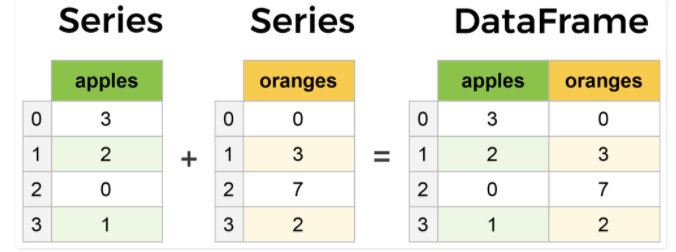 Series Series DataFrame
apples oranges apples oranges
0 3 0 0 0 3 0
1 2 + 1 3 = 1 2 3
2 0 2 7 2 0 7
3 1 3 2 3 1 2